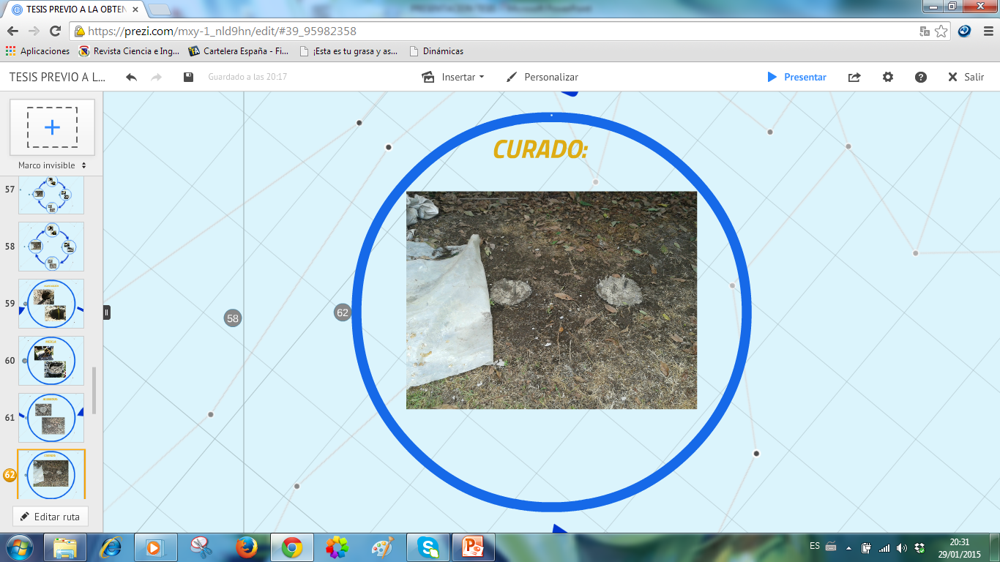 TESIS PREVIO A LA OBTEN
https://prezi.com/mxy-1_nld9hn/edit/#39_95982358
Aplicaciones
Revista Ciencia e Ing...
Cartelera España - Fi...
¡Esta es tu grasa y as...
Dinámicas
TESIS PREVIO A L...
Guardado a las 20:17
Insertar
Personalizar
Presentar
Salir
Marco invisible
57
58
59
60
61
62
Editar ruta
58
62
CURADO:
ES
20:31
29/01/2015